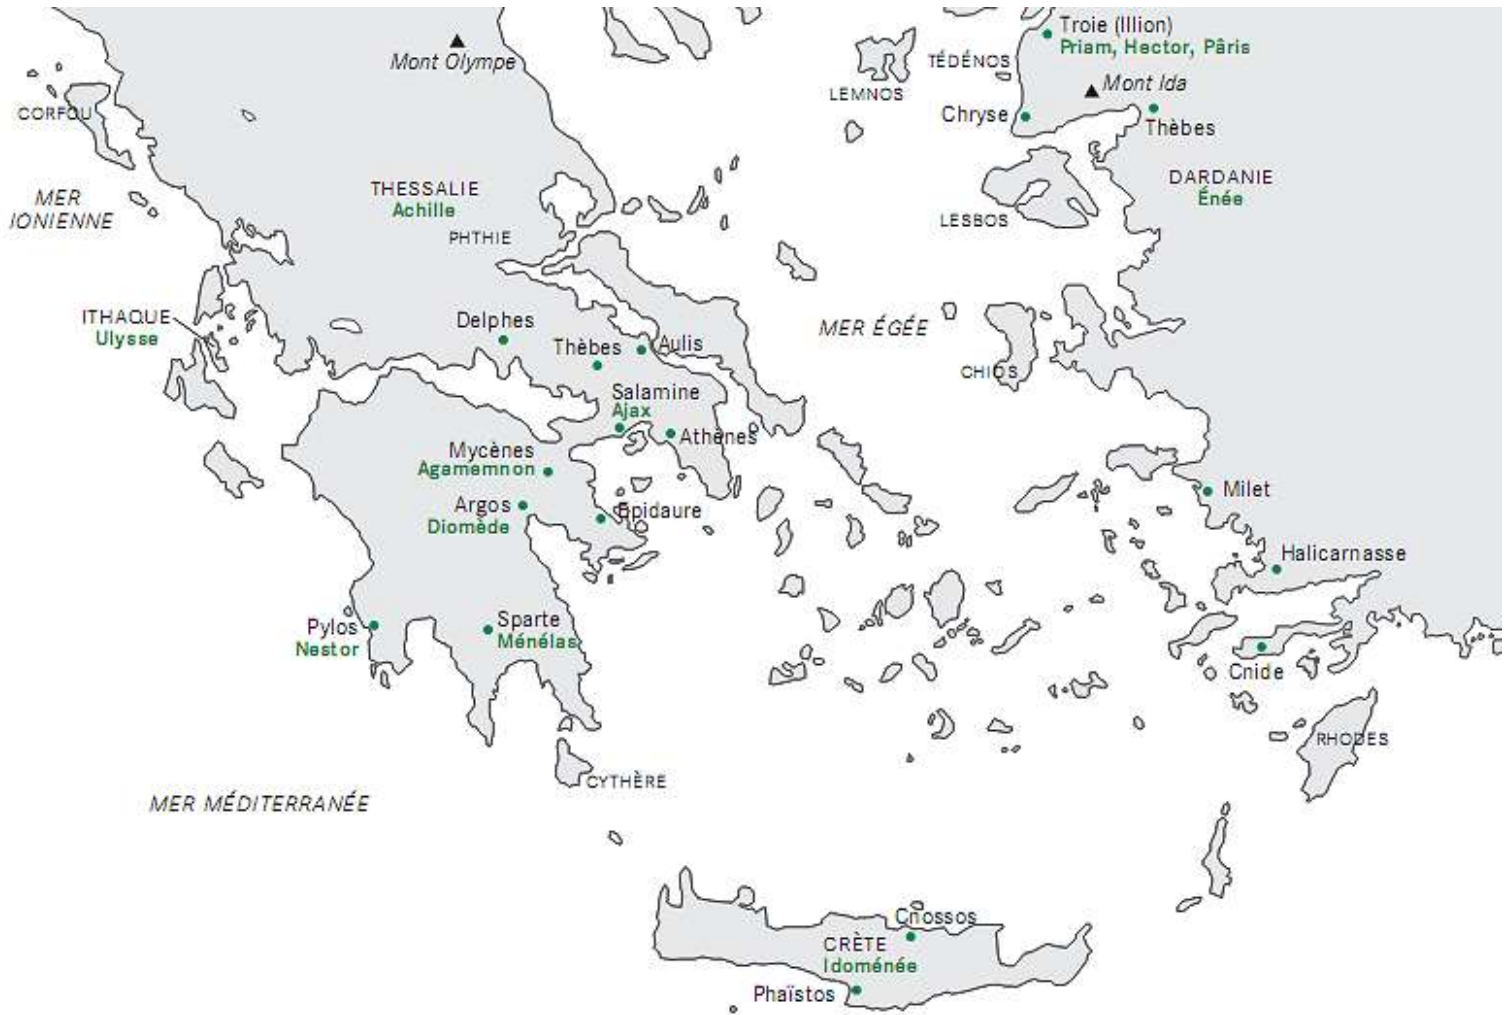 Troie (Illion)
Priam, Hector, Pâris
Mont Olympe
TÉDÉNOS
Mont Ida
LEMNOS
CORFOU
Chryse
Thèbes
THESSALIE
Achille
DARDANIE
Énée
MER
IONIENNE
LESBOS
PHTHIE
ITHAQUE
Ulysse
Delphes
MER ÉGÉE
Thèbes
Aulis
CHIOS
Salamine
Ajax
Athènes
Mycènes
Agamemnon
Milet
Argos
Diomède
Épidaure
Halicarnasse
Pylos
Nestor
Sparte
Ménélas
Cnide
RHODES
CYTHÈRE
MER MÉDITERRANÉE
Cnossos
CRÈTE
Idoménée
Phaïstos